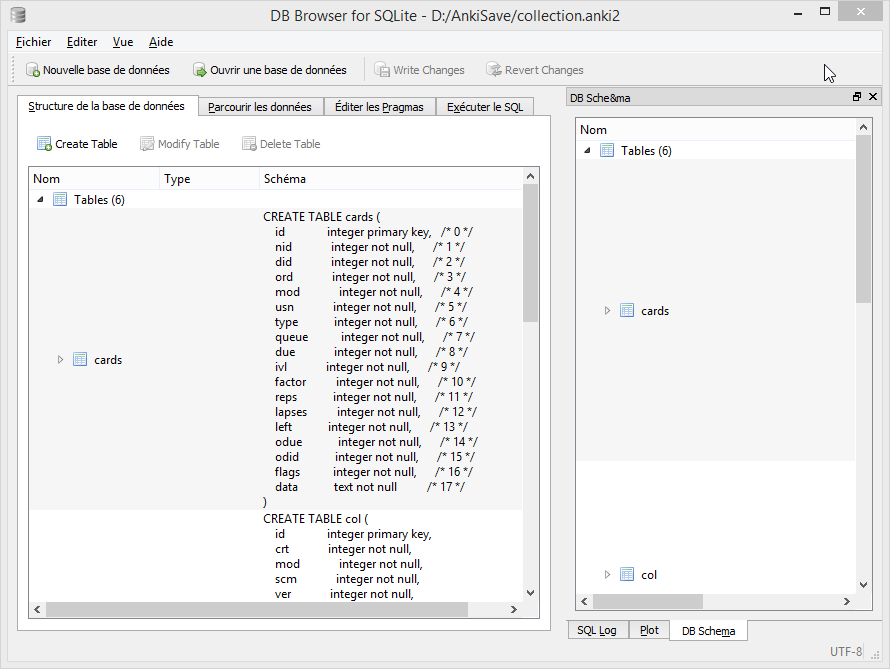 DB Browser for SQLite - D:/AnkiSave/collection.anki2
Fichier Editer Vue Aide
Nouvelle base de données Ouvrir une base de données Write Changes Revert Changes
Structure de la base de données Parcourir les données Éditer les Pragmas Exécuter le SQL
Create Table Modify Table Delete Table
Nom Type Schéma
Tables (6)
cards
CREATE TABLE cards (
id integer primary key, /* 0 */
nid integer not null, /* 1 */
did integer not null, /* 2 */
ord integer not null, /* 3 */
mod integer not null, /* 4 */
usn integer not null, /* 5 */
type integer not null, /* 6 */
queue integer not null, /* 7 */
due integer not null, /* 8 */
ivl integer not null, /* 9 */
factor integer not null, /* 10 */
reps integer not null, /* 11 */
lapses integer not null, /* 12 */
left integer not null, /* 13 */
odue integer not null, /* 14 */
odid integer not null, /* 15 */
flags integer not null, /* 16 */
data text not null /* 17 */
)
CREATE TABLE col (
id integer primary key,
crt integer not null,
mod integer not null,
scm integer not null,
ver integer not null,
DB Sche&ma
Nom
Tables (6)
cards
col
SQL Log Plot DB Schema
UTF-8